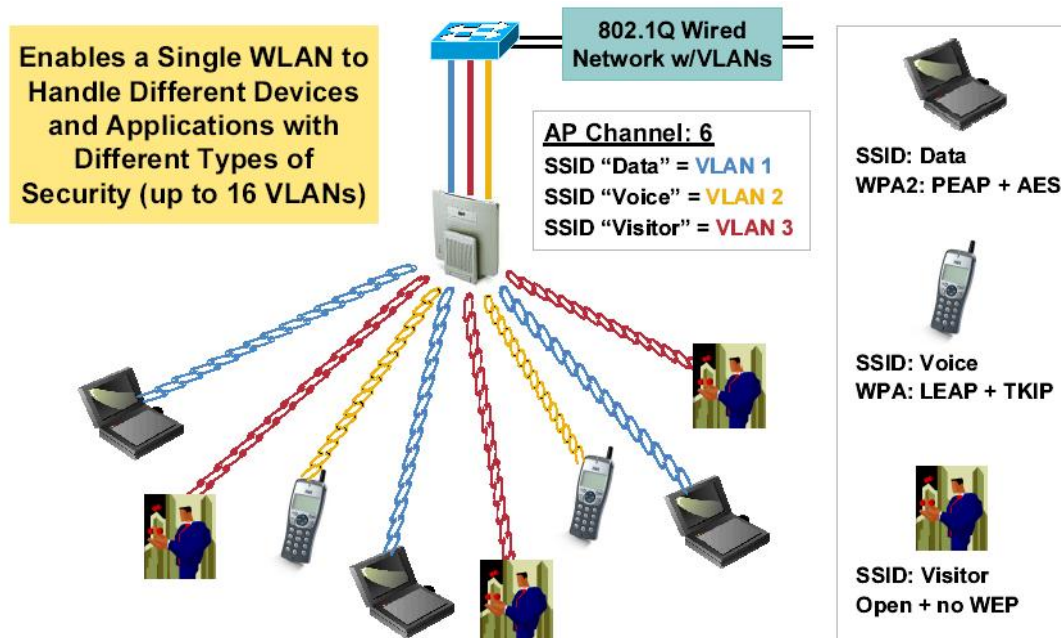 Enables a Single WLAN to
Handle Different Devices
and Applications with
Different Types of
Security (up to 16 VLANs)
802.1Q Wired
Network w/VLANs
AP Channel: 6
SSID “Data” = VLAN 1
SSID “Voice” = VLAN 2
SSID “Visitor” = VLAN 3
SSID: Data
WPA2: PEAP + AES
SSID: Voice
WPA: LEAP + TKIP
SSID: Visitor
Open + no WEP